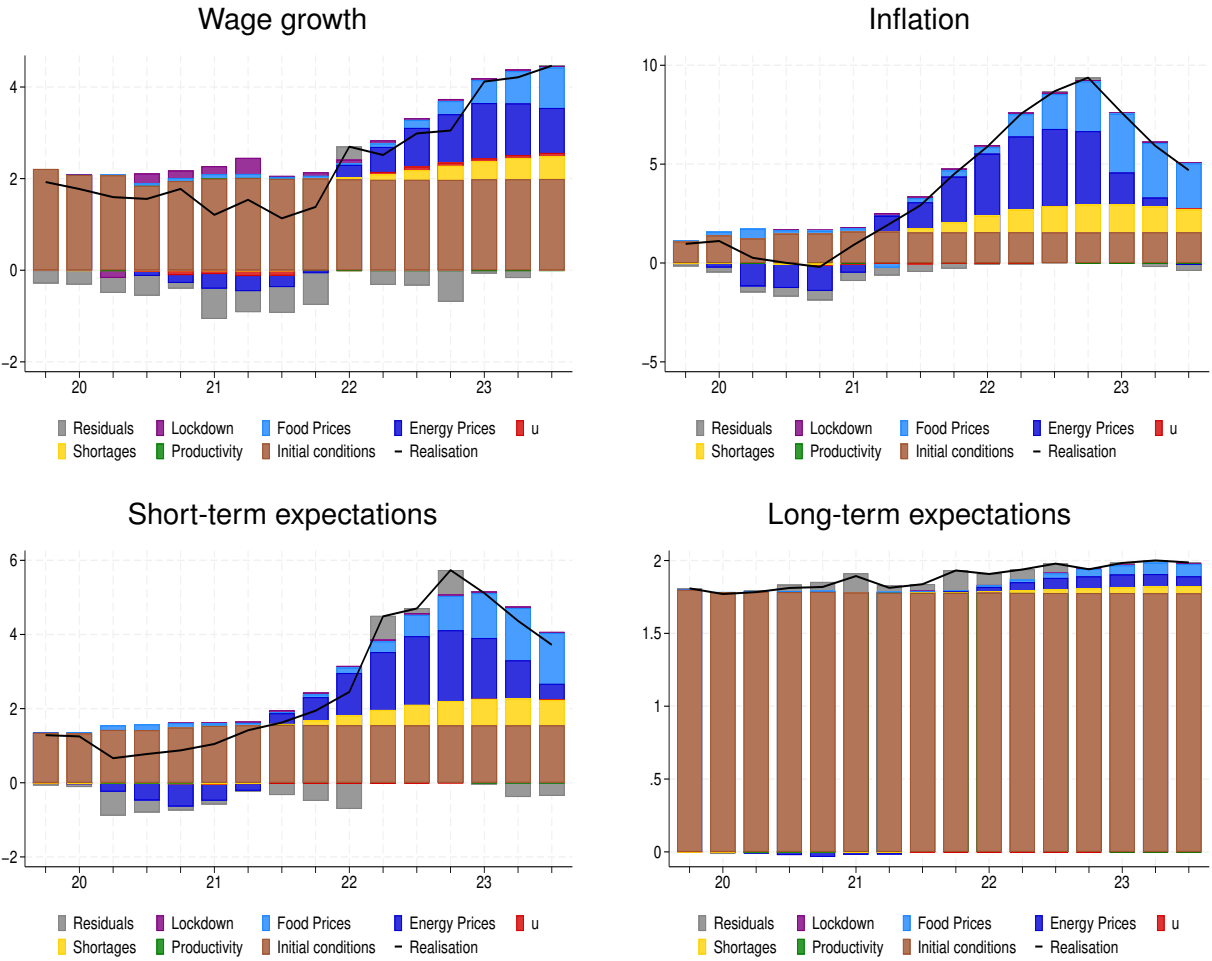 Wage growth
4
2
0
−2
20 21 22 23
Residuals Lockdown Food Prices Energy Prices u
Shortages Productivity Initial conditions Realisation
Inflation
10
5
0
−5
20 21 22 23
Residuals Lockdown Food Prices Energy Prices u
Shortages Productivity Initial conditions Realisation
Short-term expectations
6
4
2
0
−2
20 21 22 23
Residuals Lockdown Food Prices Energy Prices u
Shortages Productivity Initial conditions Realisation
Long-term expectations
2
1.5
1
.5
0
20 21 22 23
Residuals Lockdown Food Prices Energy Prices u
Shortages Productivity Initial conditions Realisation